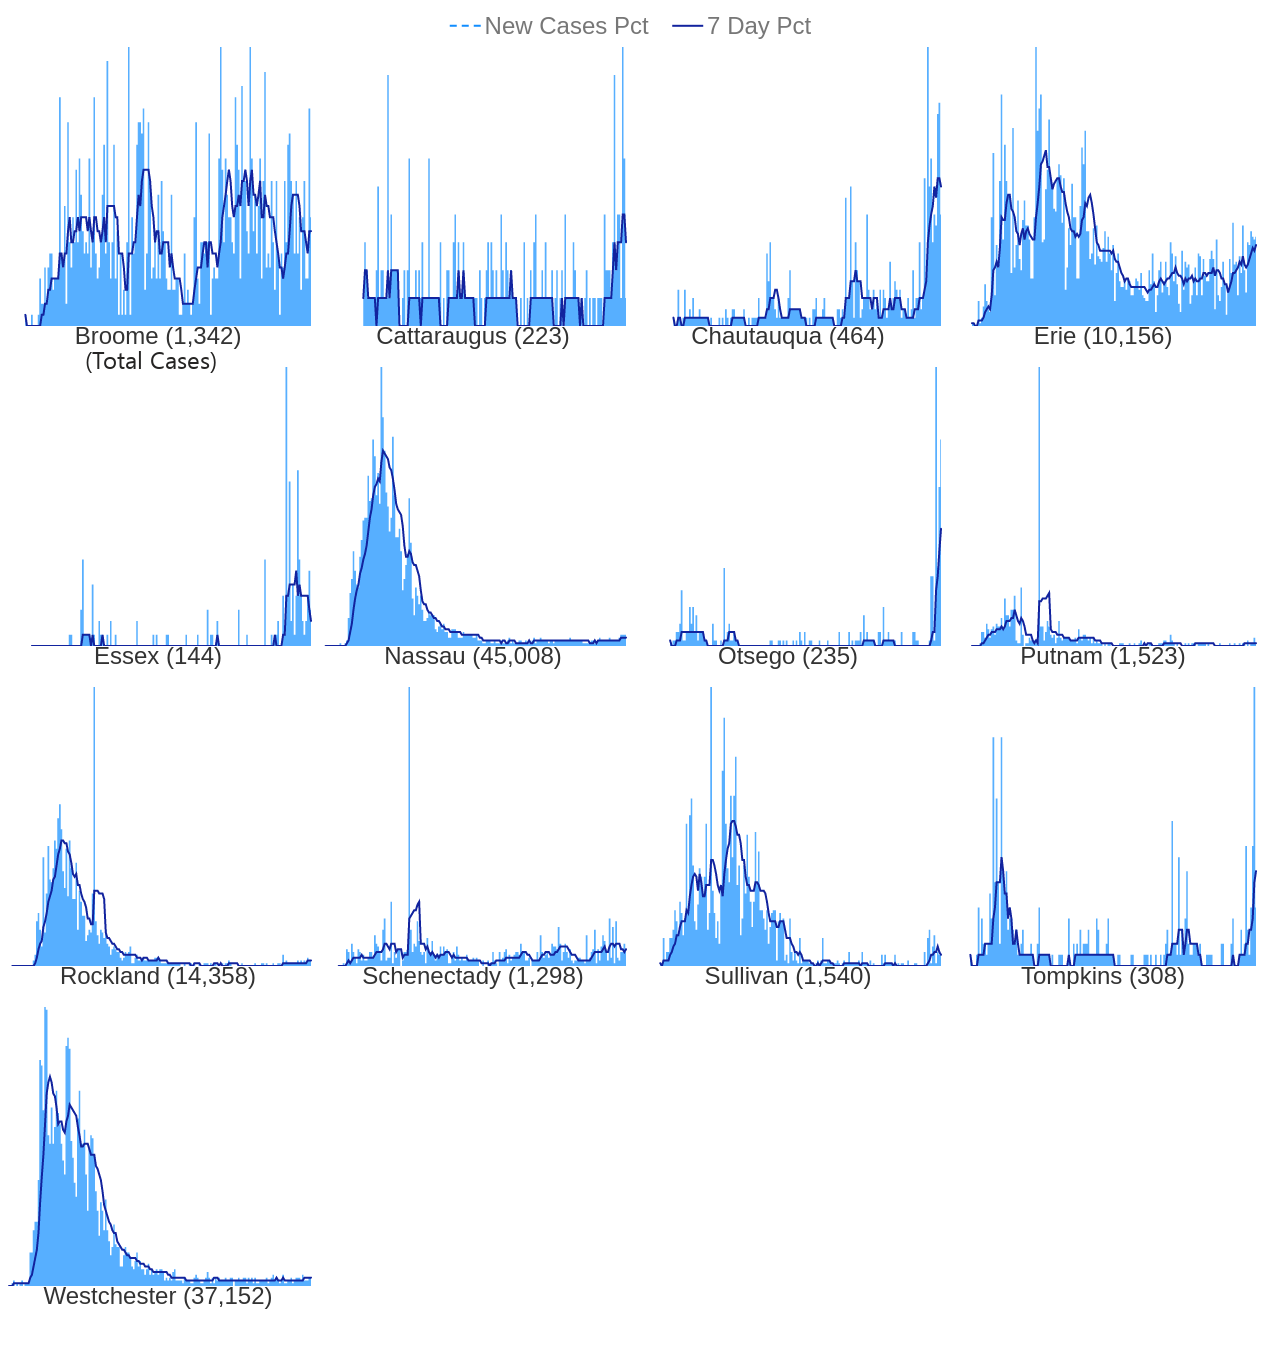 New Cases Pct 7 Day Pct
Broome (1,342) Cattaraugus (223) Chautauqua (464) Erie (10,156)
(Total Cases)
Essex (144) Nassau (45,008) Otsego (235) Putnam (1,523)
Rockland (14,358) Schenectady (1,298) Sullivan (1,540) Tompkins (308)
Westchester (37,152)